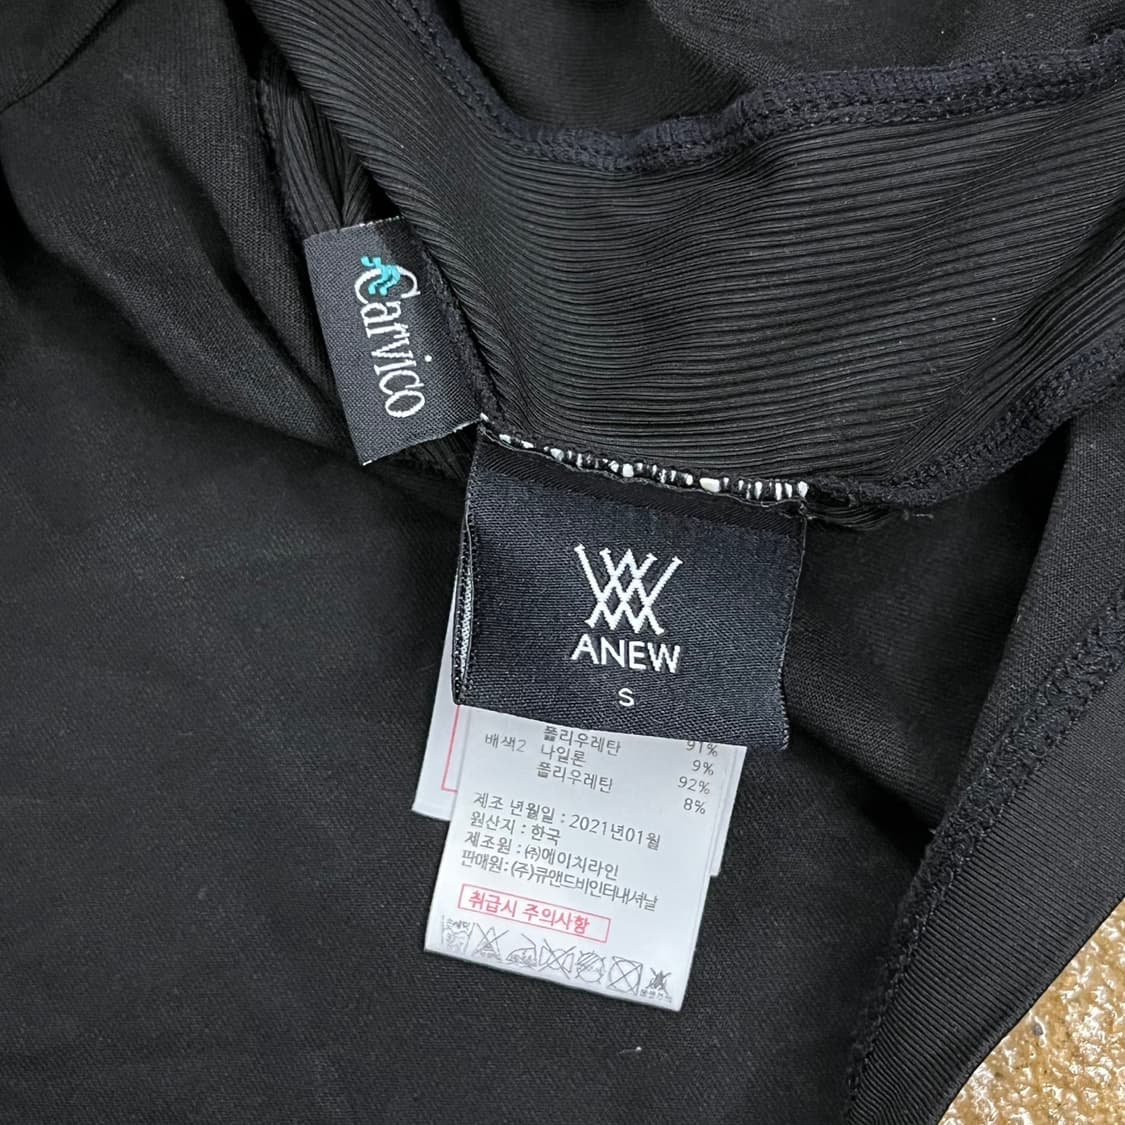 Carvico
ANEW
S
폴리우레탄
91%
배색2 나일론
9%
폴리우레탄
92%
8%
제조 년월일 : 2021년01월
원산지 : 한국
제조원 : ㈜에이치라인
판매원: (주)큐앤드비인터내셔날
취급시 주의사항